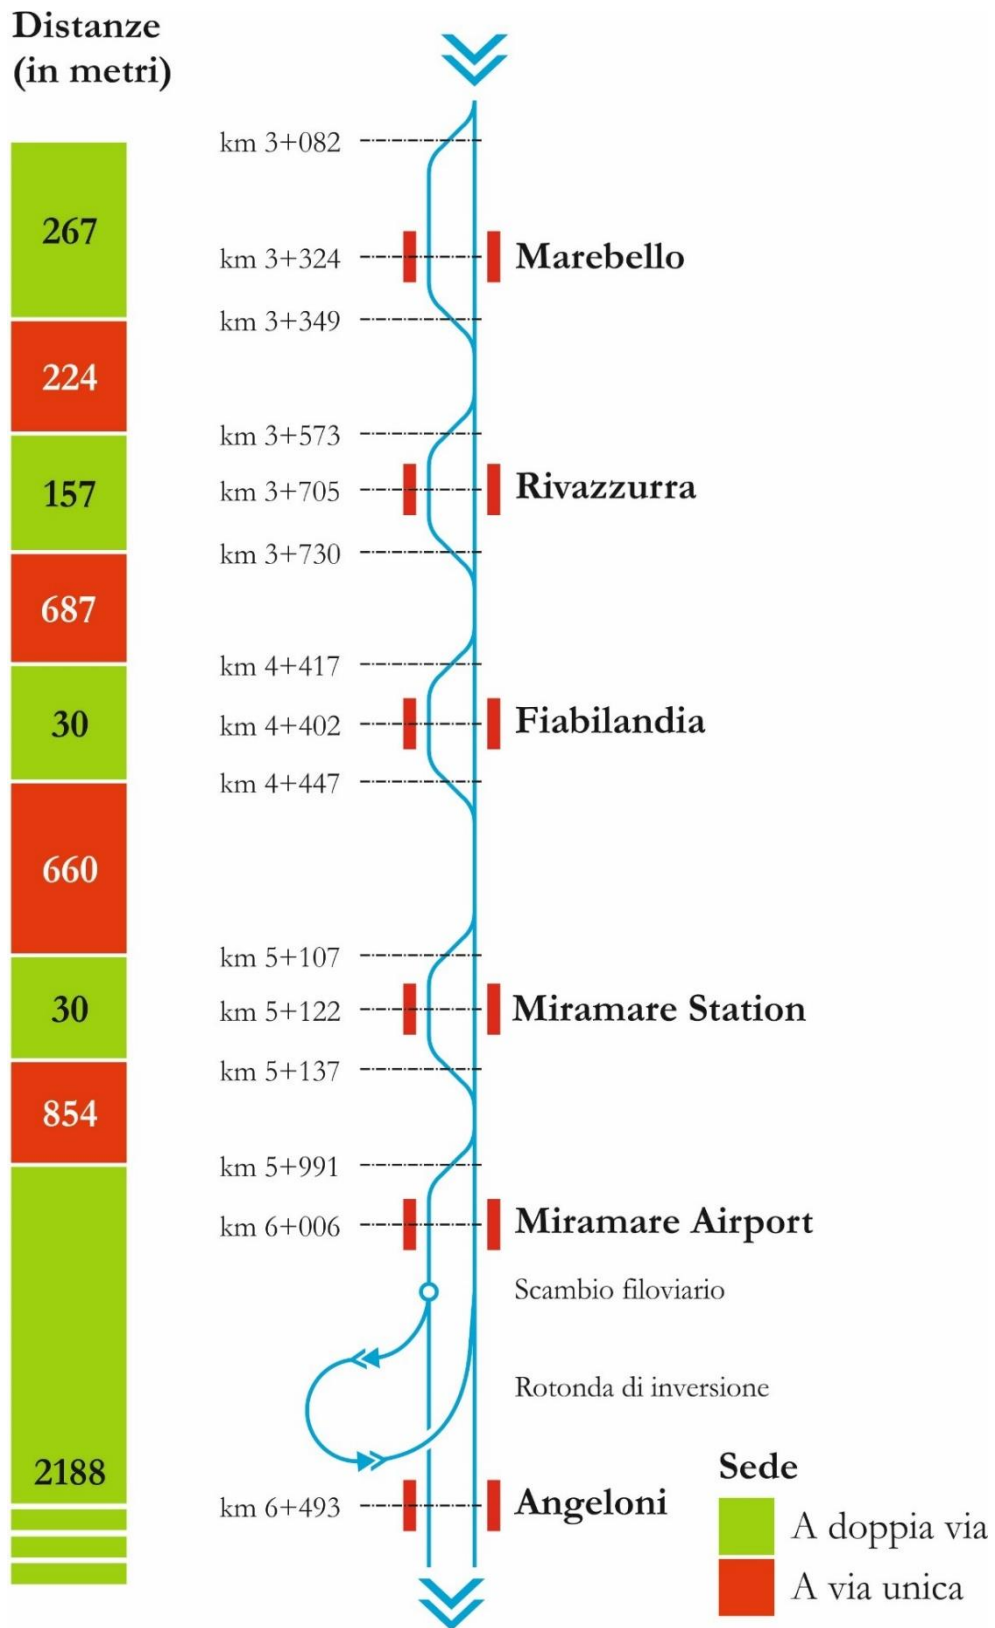 Distanze
(in metri)
km 3+082
267
km 3+324 Marebello
km 3+349
224
km 3+573
157 km 3+705 Rivazzurra
km 3+730
687
km 4+417
30 km 4+402 Fiabilandia
km 4+447
660
km 5+107
30 km 5+122 Miramare Station
km 5+137
854
km 5+991
km 6+006 Miramare Airport
Scambio filoviario
Rotonda di inversione
2188
km 6+493 Angeloni
Sede
A doppia via
A via unica